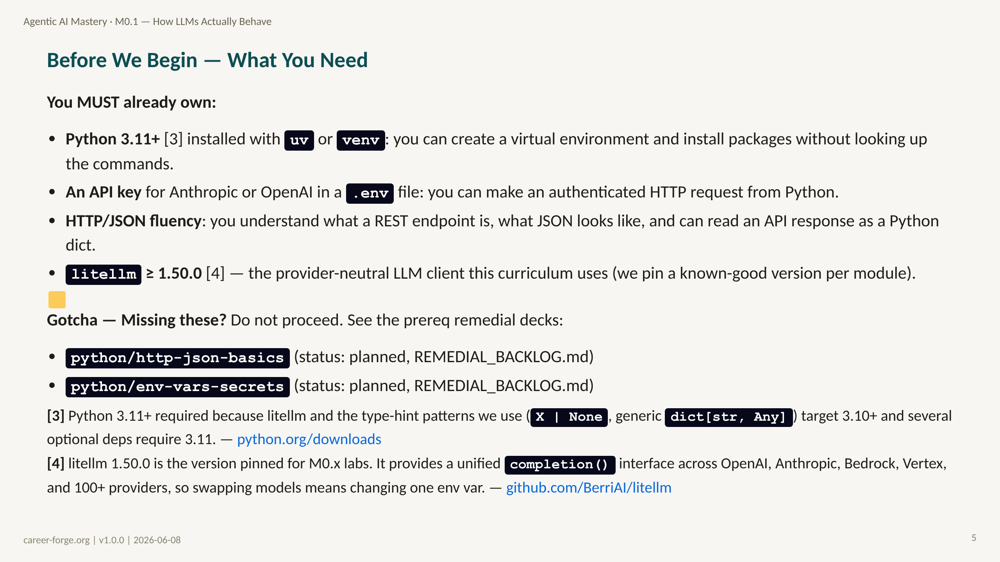 Agentic AI Mastery · M0.1 — How LLMs Actually Behave
Before We Begin — What You Need
You MUST already own:
• Python 3.11+ [3] installed with uv or venv: you can create a virtual environment and install packages without looking up
the commands.
• An API key for Anthropic or OpenAI in a .env file: you can make an authenticated HTTP request from Python.
• HTTP/JSON fluency: you understand what a REST endpoint is, what JSON looks like, and can read an API response as a Python
dict.
• litellm ≥ 1.50.0 [4] — the provider-neutral LLM client this curriculum uses (we pin a known-good version per module).
Gotcha — Missing these? Do not proceed. See the prereq remedial decks:
• python/http-json-basics (status: planned, REMEDIAL_BACKLOG.md)
• python/env-vars-secrets (status: planned, REMEDIAL_BACKLOG.md)
[3] Python 3.11+ required because litellm and the type-hint patterns we use (X | None, generic dict[str, Any]) target 3.10+ and several
optional deps require 3.11. — python.org/downloads
[4] litellm 1.50.0 is the version pinned for M0.x labs. It provides a unified completion() interface across OpenAI, Anthropic, Bedrock, Vertex,
and 100+ providers, so swapping models means changing one env var. — github.com/BerriAI/litellm
career-forge.org | v1.0.0 | 2026-06-08
5